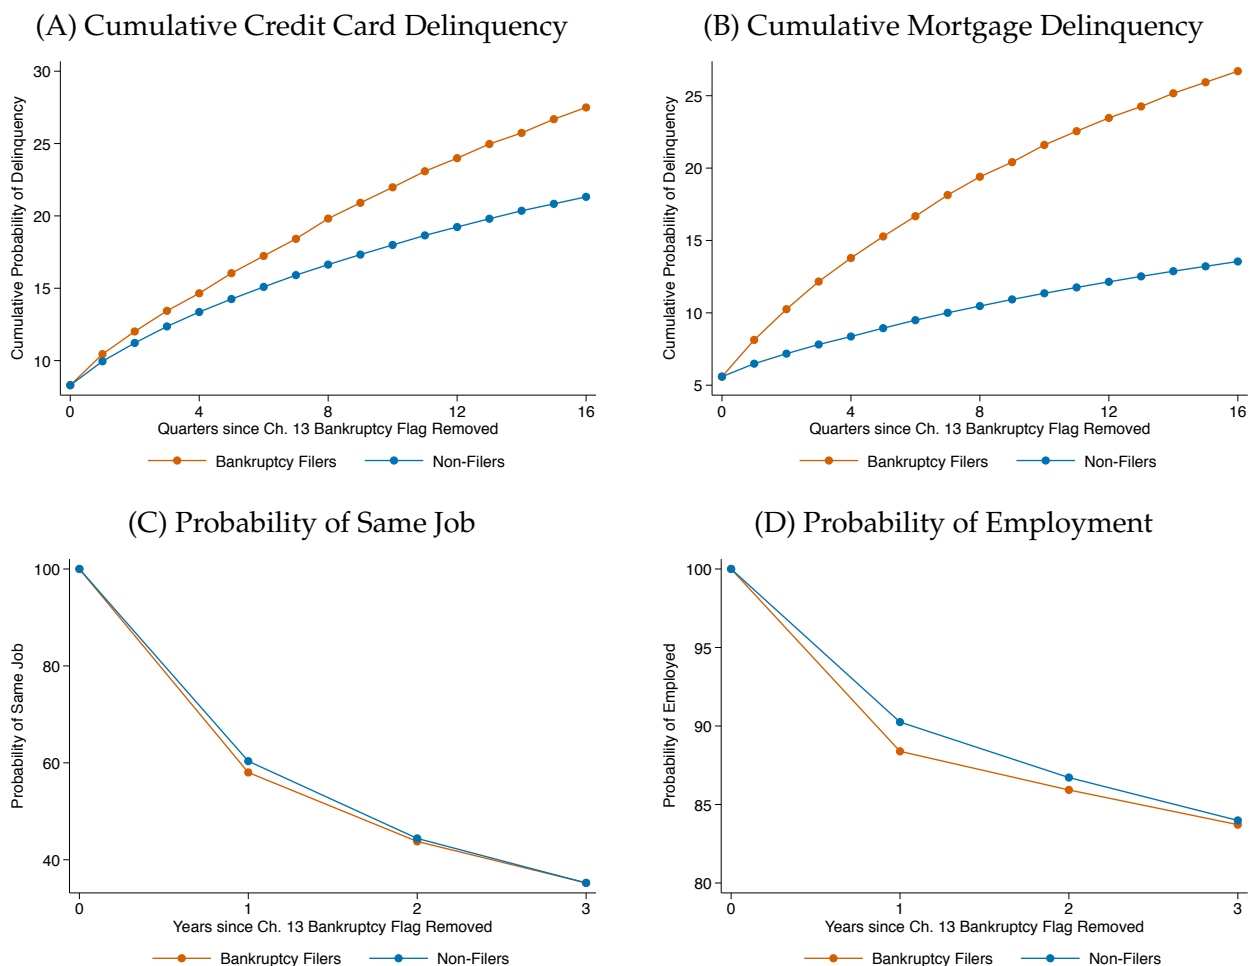 (A) Cumulative Credit Card Delinquency
Cumulative Probability of Delinquency
30
25
20
15
10
0 4 8 12 16
Quarters since Ch. 13 Bankruptcy Flag Removed
Bankruptcy Filers Non-Filers
(B) Cumulative Mortgage Delinquency
Cumulative Probability of Delinquency
25
20
15
10
5
0 4 8 12 16
Quarters since Ch. 13 Bankruptcy Flag Removed
Bankruptcy Filers Non-Filers
(C) Probability of Same Job
Probability of Same Job
100
80
60
40
0 1 2 3
Years since Ch. 13 Bankruptcy Flag Removed
Bankruptcy Filers Non-Filers
(D) Probability of Employment
Probability of Employed
100
95
90
85
80
0 1 2 3
Years since Ch. 13 Bankruptcy Flag Removed
Bankruptcy Filers Non-Filers